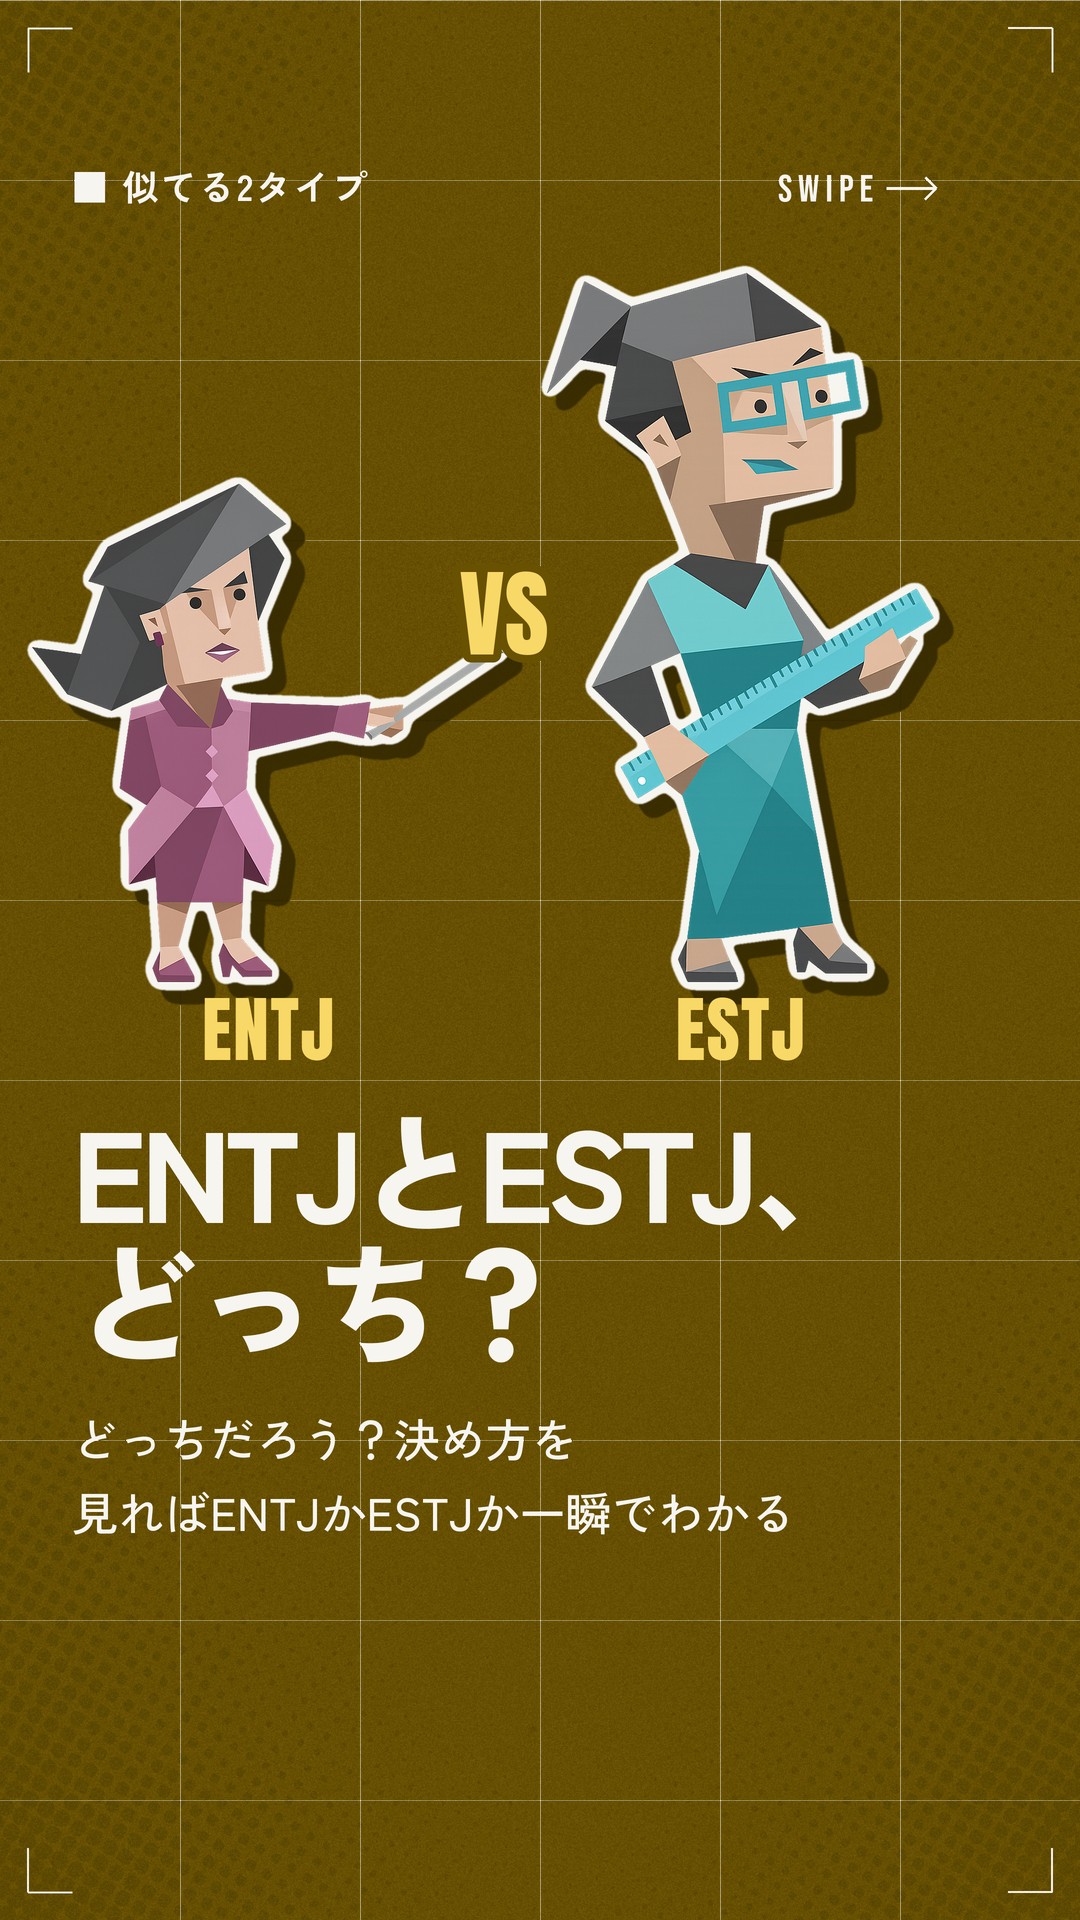 似てる2タイプ
SWIPE
VS
ENTJ
ESTJ
ENTJとESTJ、
どっち？
どっちだろう？決め方を
見ればENTJかESTJか一瞬でわかる